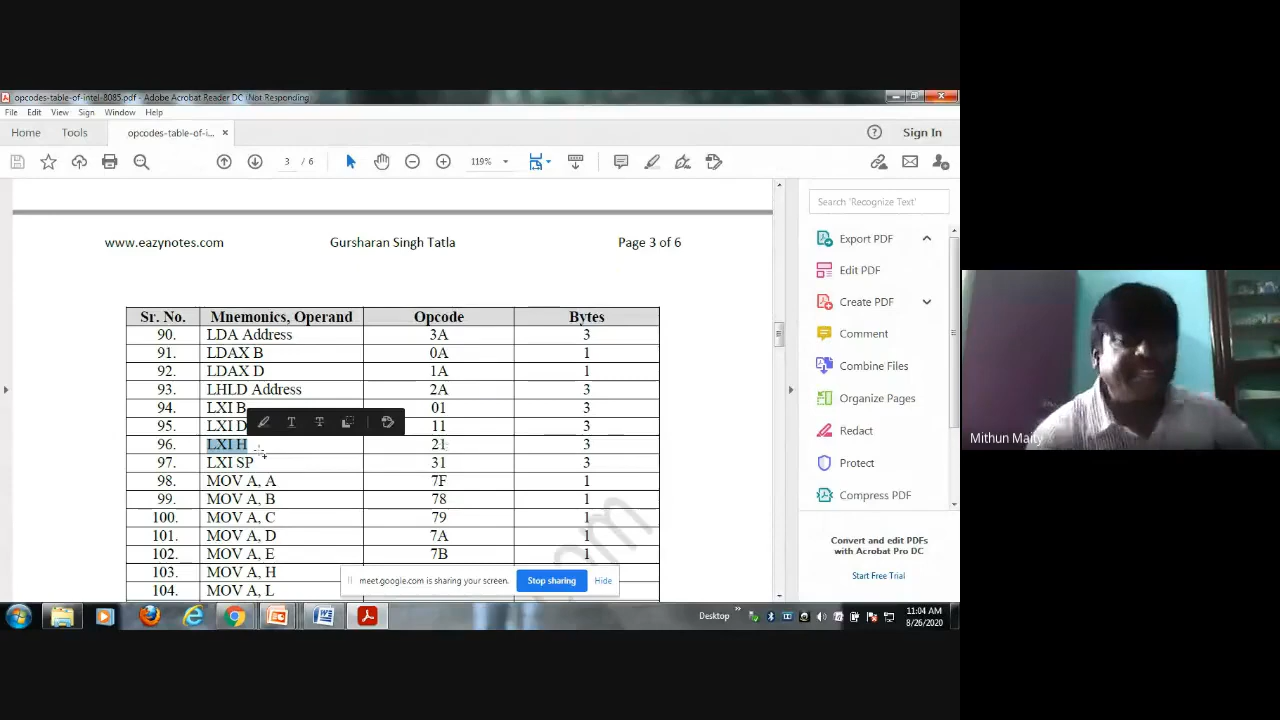 opcodes-table-of-intel-8085.pdf - Adobe Acrobat Reader DC (Not Responding)
File Edit View Sign Window Help
Home Tools opcodes-table-of-i... × Sign In
3 / 6 119%
www.eazynotes.com Gursharan Singh Tatla Page 3 of 6
Sr. No. Mnemonics, Operand Opcode Bytes
90. LDA Address 3A 3
91. LDAX B 0A 1
92. LDAX D 1A 1
93. LHLD Address 2A 3
94. LXI B 01 3
95. LXI D 11 3
96. LXI H 21 3
97. LXI SP 31 3
98. MOV A, A 7F 1
99. MOV A, B 78 1
100. MOV A, C 79 1
101. MOV A, D 7A 1
102. MOV A, E 7B 1
103. MOV A, H
104. MOV A, L
om
Search 'Recognize Text'
Export PDF
Edit PDF
Create PDF
Comment
Combine Files
Organize Pages
Redact
Protect
Compress PDF
Convert and edit PDFs
with Acrobat Pro DC
Start Free Trial
meet.google.com is sharing your screen. Stop sharing Hide
Desktop » 11:04 AM
8/26/2020
Mithun Maity